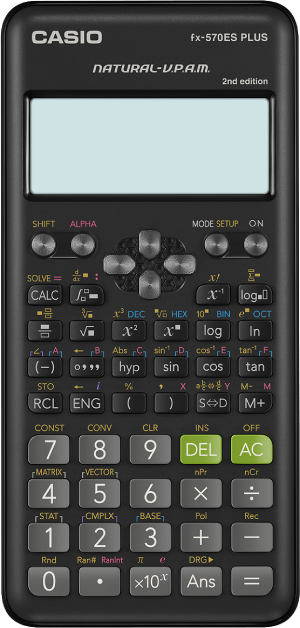 CASIO fx-570ES PLUS
NATURAL-V.P.A.M.
2nd edition
SHIFT ALPHA MODE SETUP ON
SOLVE = d/dx : x! Σ
CALC ∫ x⁻¹ log
x³ DEC HEX 10 BIN e OCT
√ x² x log ln
∠ A ← B Abs C sin⁻¹ D cos⁻¹ E tan⁻¹ F
(−) hyp sin cos tan
STO ← i % , X Y M− M
RCL ENG ( ) S⇔D M+
CONST CONV CLR INS OFF
7 8 9 DEL AC
MATRIX VECTOR nPr nCr
4 5 6 × ÷
STAT CMPLX BASE Pol Rec
1 2 3 + −
Rnd Ran# RanInt π e DRG▶
0 • ×10ˣ Ans =